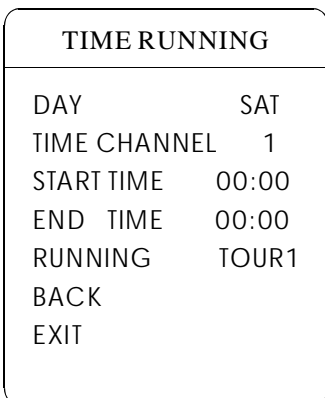 TIME RUNNING
DAY SAT
TIME CHANNEL 1
START TIME 00:00
END TIME 00:00
RUNNING TOUR1
BACK
EXIT